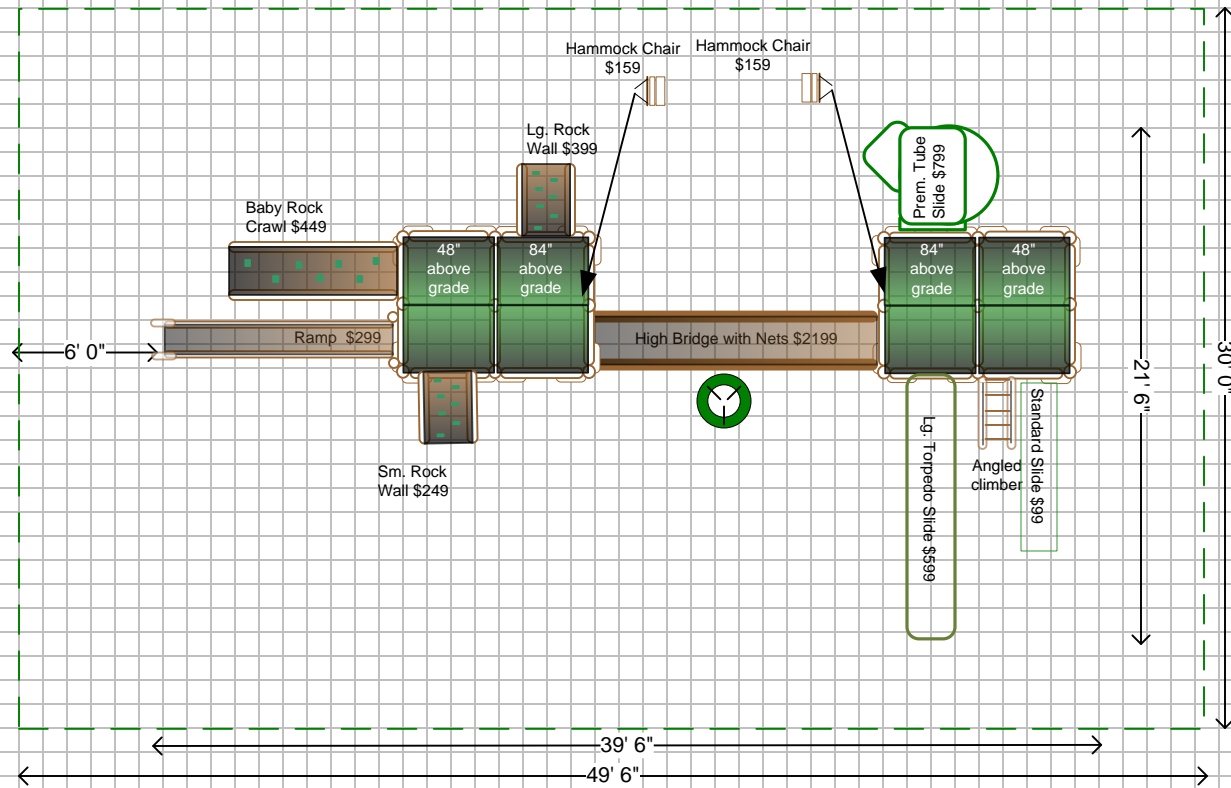 Hammock Chair
$159
Hammock Chair
$159
Lg. Rock
Wall $399
Prem. Tube
Slide $799
Baby Rock
Crawl $449
48"
above
grade
84"
above
grade
84"
above
grade
48"
above
grade
Ramp $299
High Bridge with Nets $2199
6' 0"
21' 6"
30' 0"
Sm. Rock
Wall $249
Lg. Torpedo Slide $599
Angled
climber
Standard Slide $99
39' 6"
49' 6"